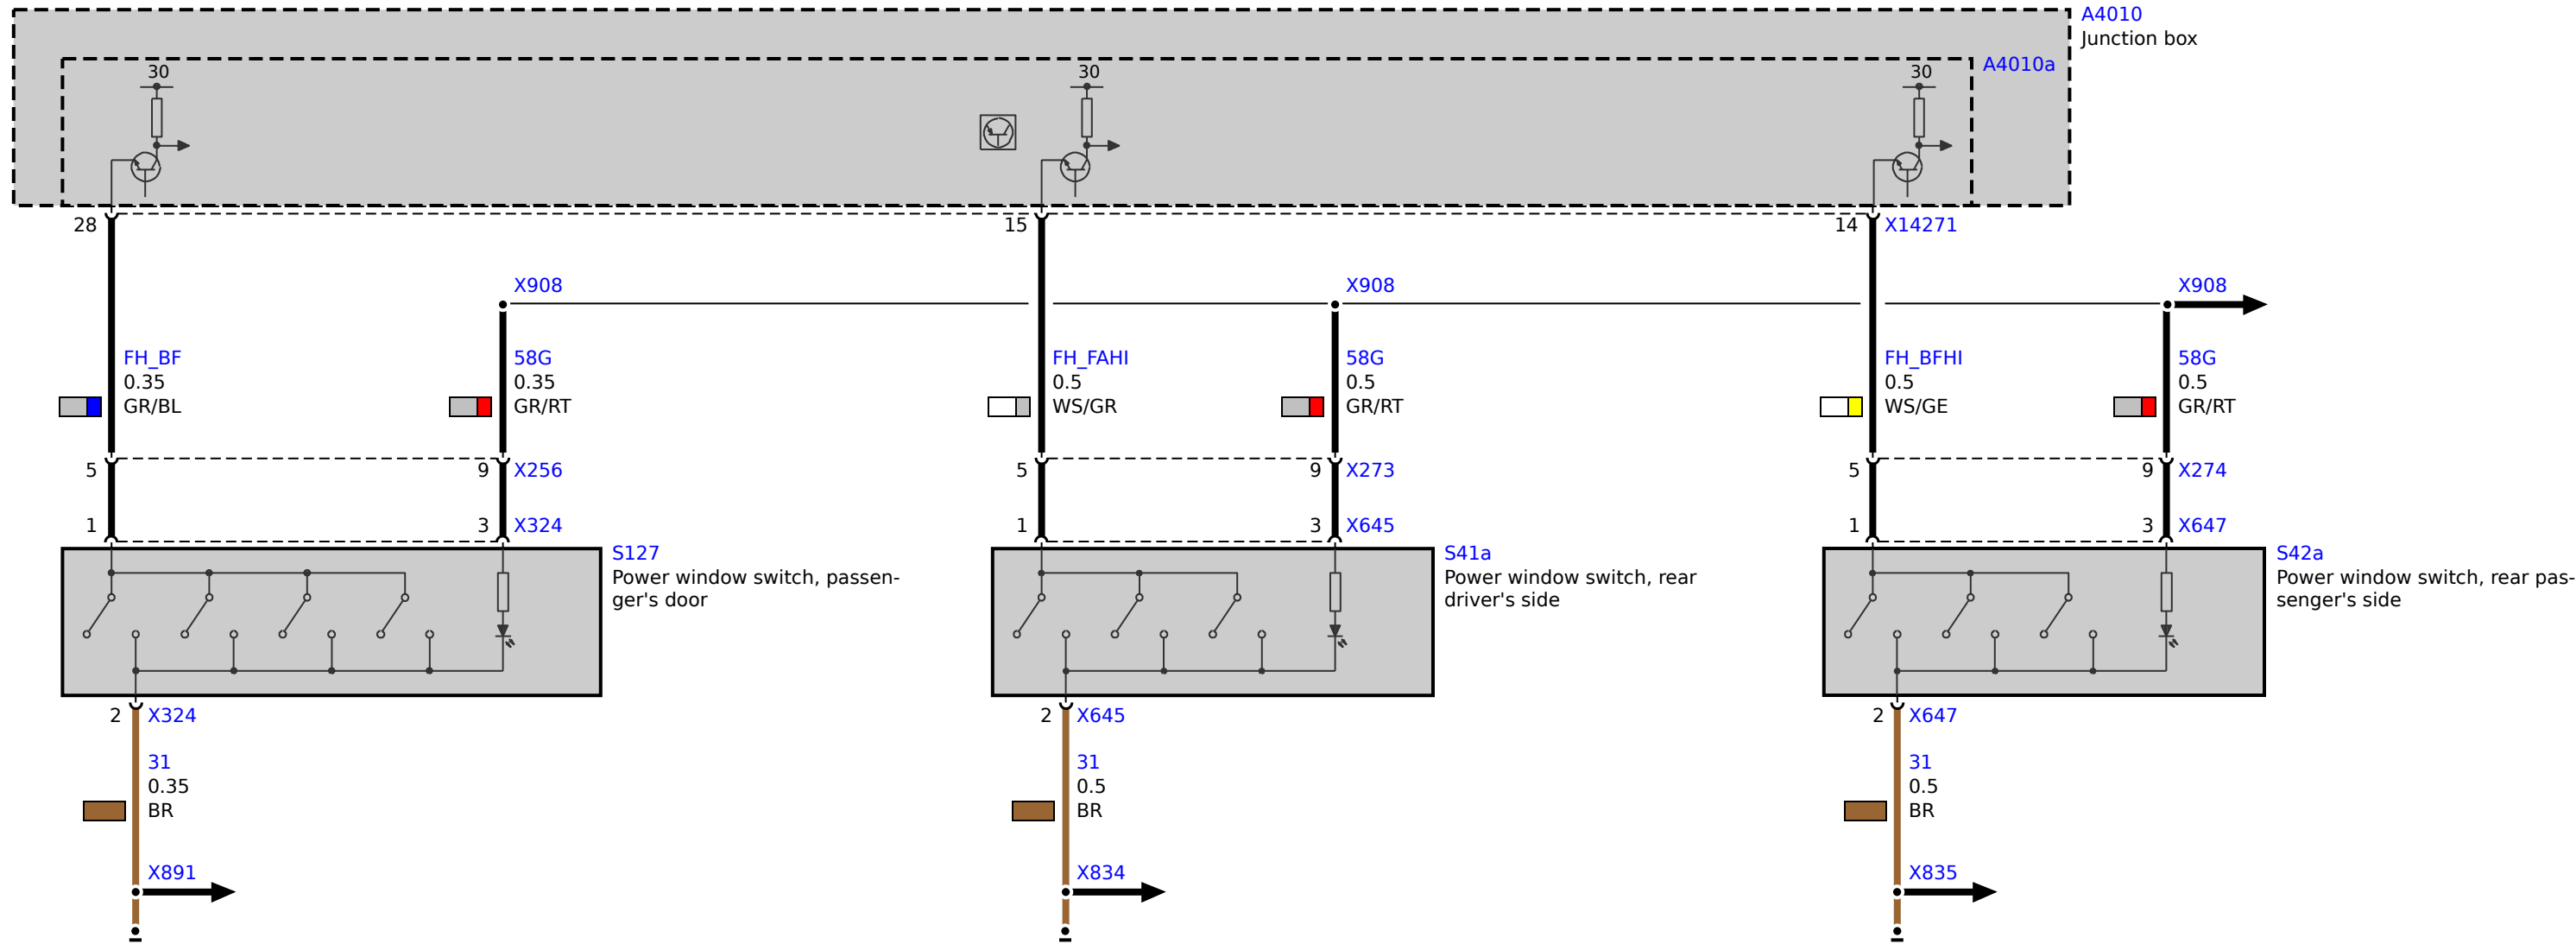 A4010
Junction box
A4010a
30
30
30
28
15
14
X14271
X908
X908
X908
FH_BF
0.35
GR/BL
58G
0.35
GR/RT
FH_FAHI
0.5
WS/GR
58G
0.5
GR/RT
FH_BFHI
0.5
WS/GE
58G
0.5
GR/RT
5
9
X256
5
9
X273
5
9
X274
1
3
X324
1
3
X645
1
3
X647
S127
Power window switch, passen-
ger's door
S41a
Power window switch, rear
driver's side
S42a
Power window switch, rear pas-
senger's side
2
X324
2
X645
2
X647
31
0.35
BR
31
0.5
BR
31
0.5
BR
X891
X834
X835